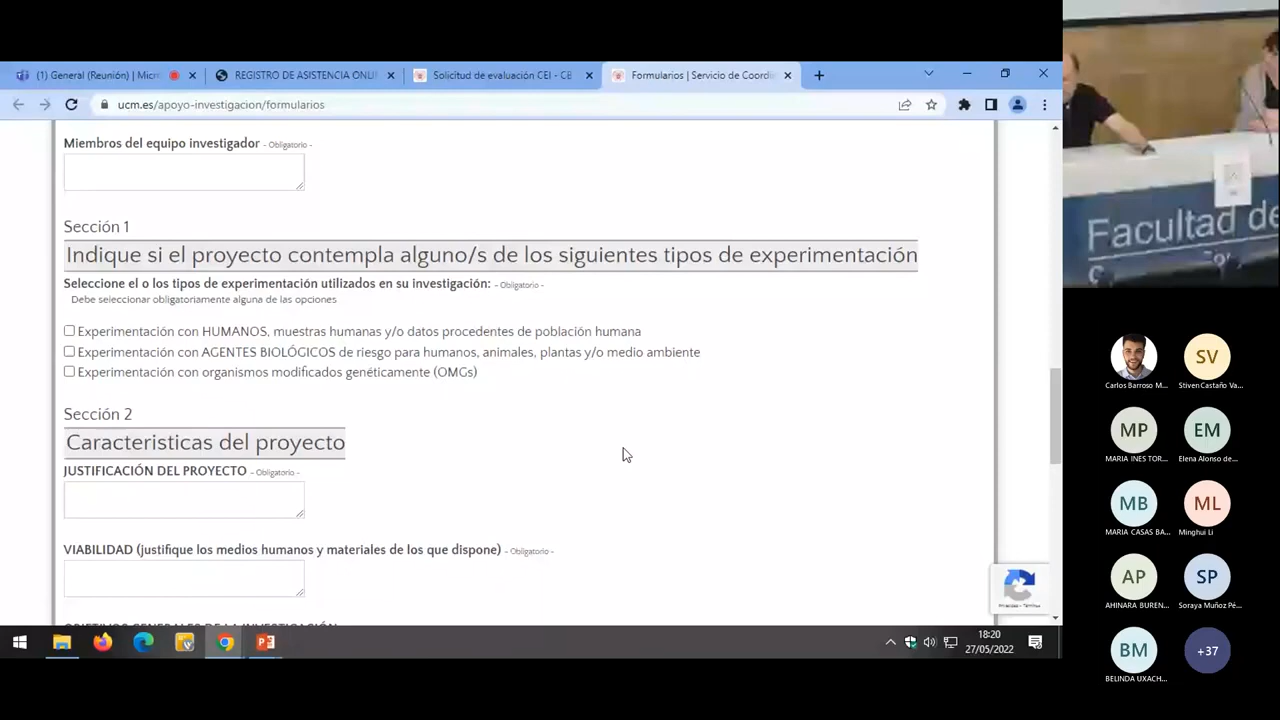 (1) General (Reunión) | Micr
REGISTRO DE ASISTENCIA ONLI
Solicitud de evaluación CEI - CE
Formularios | Servicio de Coordi
ucm.es/apoyo-investigacion/formularios
Miembros del equipo investigador - Obligatorio -
Sección 1
Indique si el proyecto contempla alguno/s de los siguientes tipos de experimentación
Seleccione el o los tipos de experimentación utilizados en su investigación: - Obligatorio -
Debe seleccionar obligatoriamente alguna de las opciones
Experimentación con HUMANOS, muestras humanas y/o datos procedentes de población humana
Experimentación con AGENTES BIOLÓGICOS de riesgo para humanos, animales, plantas y/o medio ambiente
Experimentación con organismos modificados genéticamente (OMGs)
Sección 2
Caracteristicas del proyecto
JUSTIFICACIÓN DEL PROYECTO - Obligatorio -
VIABILIDAD (justifique los medios humanos y materiales de los que dispone) - Obligatorio -
OBJETIVOS GENERALES DE LA INVESTIGACIÓN:
Privacidad - Términos
18:20
27/05/2022
Facultad de
Carlos Barroso M...
SV
Stiven Castaño Va...
MP
MARIA INES TOR...
EM
Elena Alonso de...
MB
MARIA CASAS BA...
ML
Minghui Li
AP
AHINARA BUREN...
SP
Soraya Muñoz Pé...
BM
BELINDA UXACH...
+37